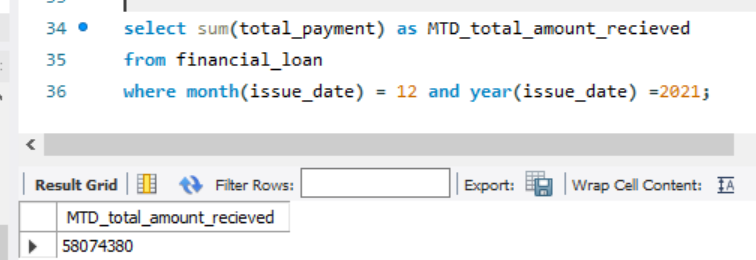 34 select sum(total_payment) as MTD_total_amount_recieved
35 from financial_loan
36 where month(issue_date) = 12 and year(issue_date) =2021;
Result Grid Filter Rows: Export: Wrap Cell Content:
MTD_total_amount_recieved
58074380